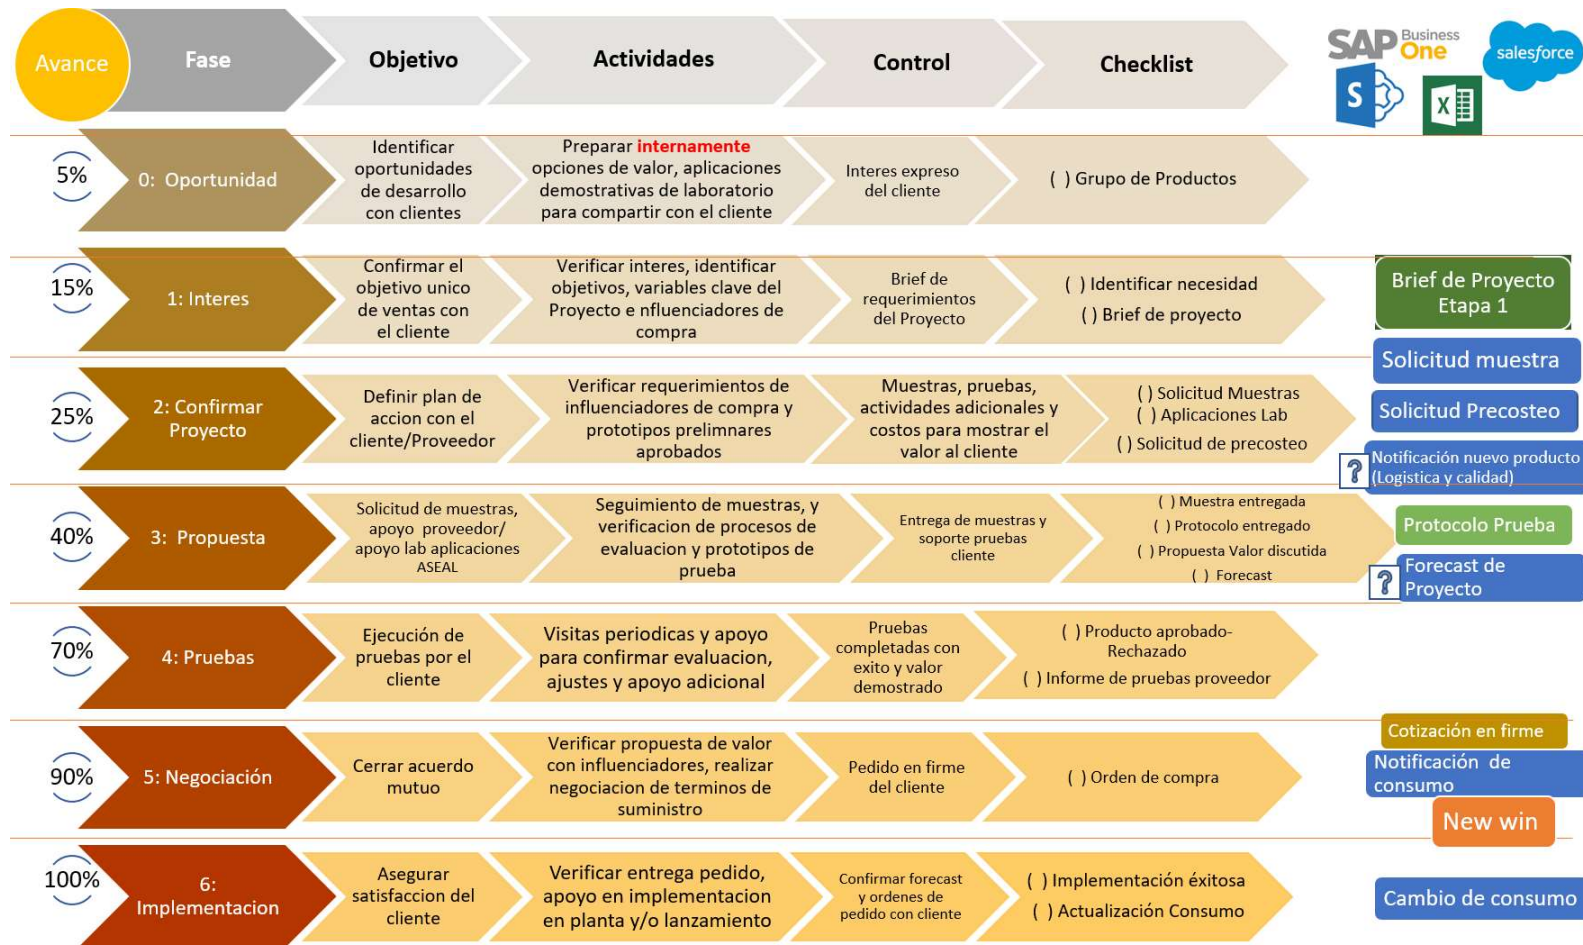 Avance
Fase
Objetivo
Actividades
Control
Checklist
SAP Business One
salesforce
S
X
5%
0: Oportunidad
Identificar
oportunidades
de desarrollo
con clientes
Preparar internamente
opciones de valor, aplicaciones
demostrativas de laboratorio
para compartir con el cliente
Interes expreso
del cliente
( ) Grupo de Productos
15%
1: Interes
Confirmar el
objetivo unico
de ventas con
el cliente
Verificar interes, identificar
objetivos, variables clave del
Proyecto e nfluenciadores de
compra
Brief de
requerimientos
del Proyecto
( ) Identificar necesidad
( ) Brief de proyecto
Brief de Proyecto
Etapa 1
Solicitud muestra
25%
2: Confirmar
Proyecto
Definir plan de
accion con el
cliente/Proveedor
Verificar requerimientos de
influenciadores de compra y
prototipos prelimnares
aprobados
Muestras, pruebas,
actividades adicionales y
costos para mostrar el
valor al cliente
( ) Solicitud Muestras
( ) Aplicaciones Lab
( ) Solicitud de precosteo
Solicitud Precosteo
?
Notificación nuevo producto
(Logistica y calidad)
40%
3: Propuesta
Solicitud de muestras,
apoyo proveedor/
apoyo lab aplicaciones
ASEAL
Seguimiento de muestras, y
verificacion de procesos de
evaluacion y prototipos de
prueba
Entrega de muestras y
soporte pruebas
cliente
( ) Muestra entregada
( ) Protocolo entregado
( ) Propuesta Valor discutida
( ) Forecast
Protocolo Prueba
?
Forecast de
Proyecto
70%
4: Pruebas
Ejecución de
pruebas por el
cliente
Visitas periodicas y apoyo
para confirmar evaluacion,
ajustes y apoyo adicional
Pruebas
completadas con
exito y valor
demostrado
( ) Producto aprobado-
Rechazado
( ) Informe de pruebas proveedor
90%
5: Negociación
Cerrar acuerdo
mutuo
Verificar propuesta de valor
con influenciadores, realizar
negociacion de terminos de
suministro
Pedido en firme
del cliente
( ) Orden de compra
Cotización en firme
Notificación de
consumo
New win
100%
6:
Implementacion
Asegurar
satisfaccion del
cliente
Verificar entrega pedido,
apoyo en implementacion
en planta y/o lanzamiento
Confirmar forecast
y ordenes de
pedido con cliente
( ) Implementación éxitosa
( ) Actualización Consumo
Cambio de consumo